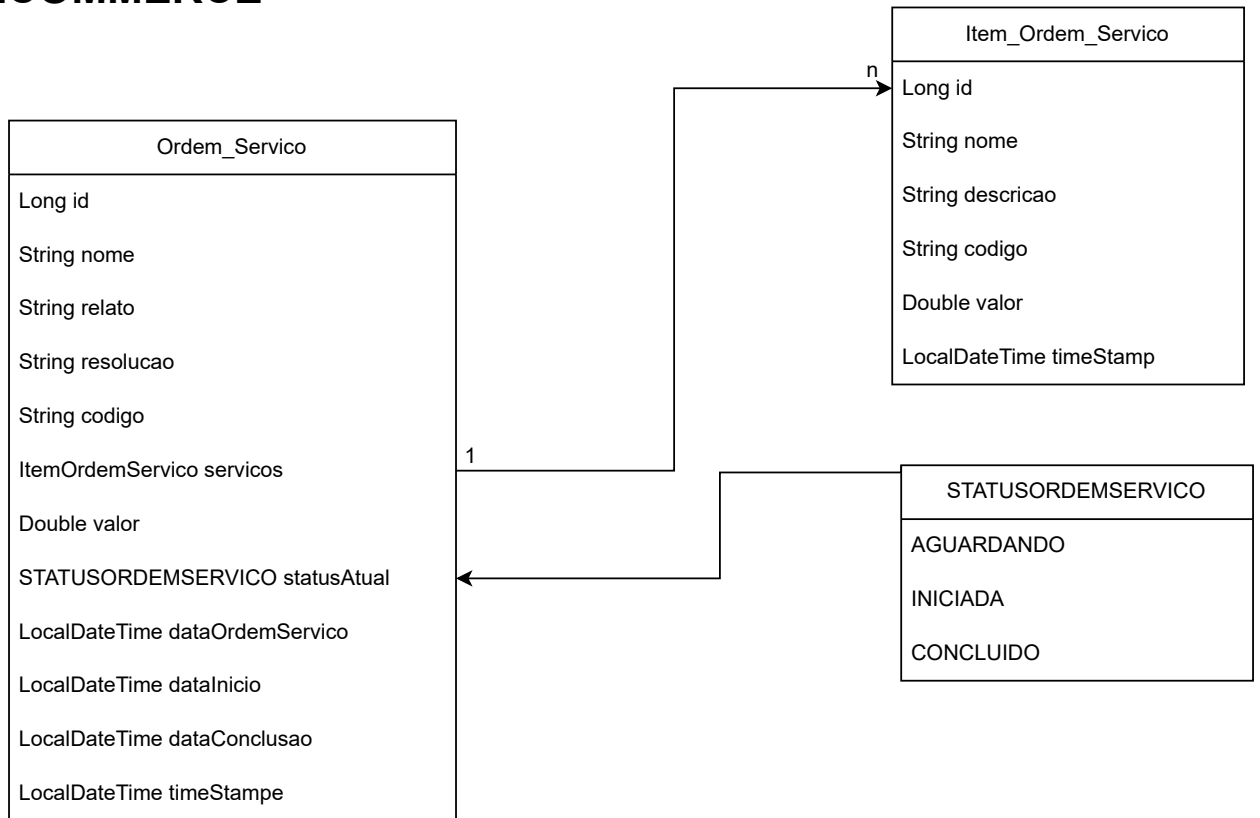 Item_Ordem_Servico
n
Long id
String nome
String descricao
String codigo
Double valor
LocalDateTime timeStamp
Ordem_Servico
Long id
String nome
String relato
String resolucao
String codigo
ItemOrdemServico servicos
1
Double valor
STATUSORDEMSERVICO statusAtual
LocalDateTime dataOrdemServico
LocalDateTime dataInicio
LocalDateTime dataConclusao
LocalDateTime timeStampe
STATUSORDEMSERVICO
AGUARDANDO
INICIADA
CONCLUIDO